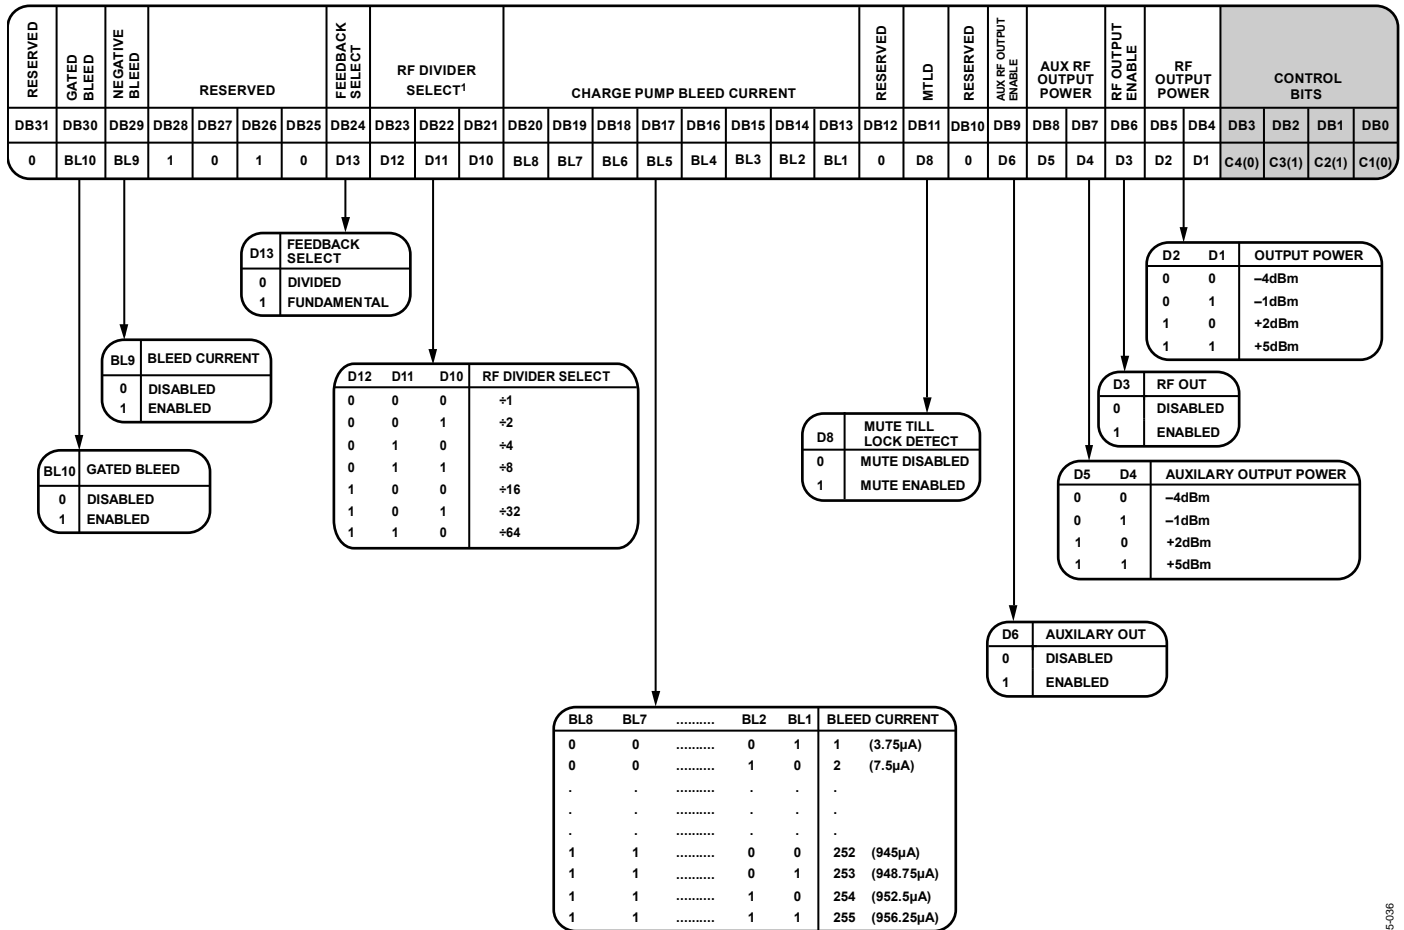 RESERVED
GATED BLEED
NEGATIVE BLEED
RESERVED
FEEDBACK SELECT
RF DIVIDER SELECT1
CHARGE PUMP BLEED CURRENT
RESERVED
MTLD
RESERVED
AUX RF OUTPUT ENABLE
AUX RF OUTPUT POWER
RF OUTPUT ENABLE
RF OUTPUT POWER
CONTROL BITS
DB31 DB30 DB29 DB28 DB27 DB26 DB25 DB24 DB23 DB22 DB21 DB20 DB19 DB18 DB17 DB16 DB15 DB14 DB13 DB12 DB11 DB10 DB9 DB8 DB7 DB6 DB5 DB4 DB3 DB2 DB1 DB0
0 BL10 BL9 1 0 1 0 D13 D12 D11 D10 BL8 BL7 BL6 BL5 BL4 BL3 BL2 BL1 0 D8 0 D6 D5 D4 D3 D2 D1 C4(0) C3(1) C2(1) C1(0)
D13 FEEDBACK SELECT
0 DIVIDED
1 FUNDAMENTAL
D2 D1 OUTPUT POWER
0 0 –4dBm
0 1 –1dBm
1 0 +2dBm
1 1 +5dBm
BL9 BLEED CURRENT
0 DISABLED
1 ENABLED
D12 D11 D10 RF DIVIDER SELECT
0 0 0 ÷1
0 0 1 ÷2
0 1 0 ÷4
0 1 1 ÷8
1 0 0 ÷16
1 0 1 ÷32
1 1 0 ÷64
D3 RF OUT
0 DISABLED
1 ENABLED
D8 MUTE TILL LOCK DETECT
0 MUTE DISABLED
1 MUTE ENABLED
BL10 GATED BLEED
0 DISABLED
1 ENABLED
D5 D4 AUXILARY OUTPUT POWER
0 0 –4dBm
0 1 –1dBm
1 0 +2dBm
1 1 +5dBm
D6 AUXILARY OUT
0 DISABLED
1 ENABLED
BL8 BL7 .......... BL2 BL1 BLEED CURRENT
0 0 .......... 0 1 1 (3.75µA)
0 0 .......... 1 0 2 (7.5µA)
. . .......... . . .
. . .......... . . .
. . .......... . . .
1 1 .......... 0 0 252 (945µA)
1 1 .......... 0 1 253 (948.75µA)
1 1 .......... 1 0 254 (952.5µA)
1 1 .......... 1 1 255 (956.25µA)
5-036